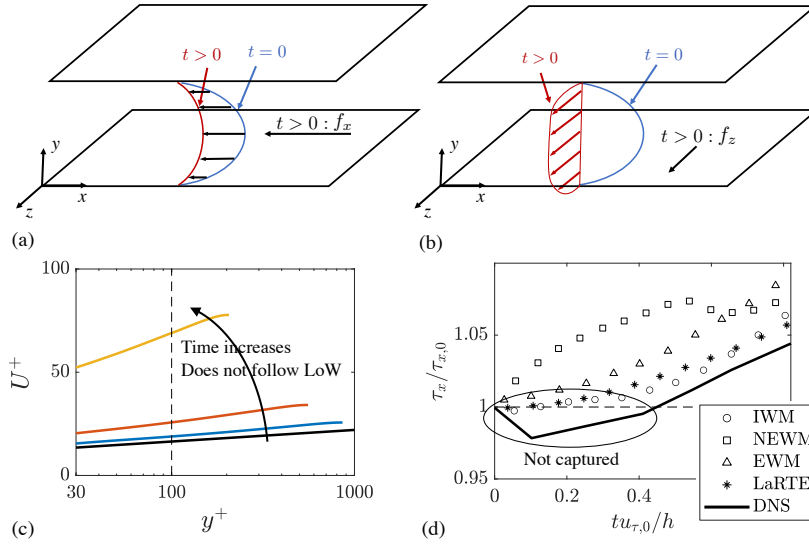 t > 0
t = 0
t > 0 : f_x
y
x
z
(a)
t > 0
t = 0
t > 0 : f_z
y
x
z
(b)
100
50
0
U^+
Time increases
Does not follow LoW
30
100
1000
y^+
(c)
1.05
1
0.95
τ_x/τ_{x,0}
Not captured
0
0.2
0.4
tu_{τ,0}/h
IWM
NEWM
EWM
LaRTE
DNS
(d)